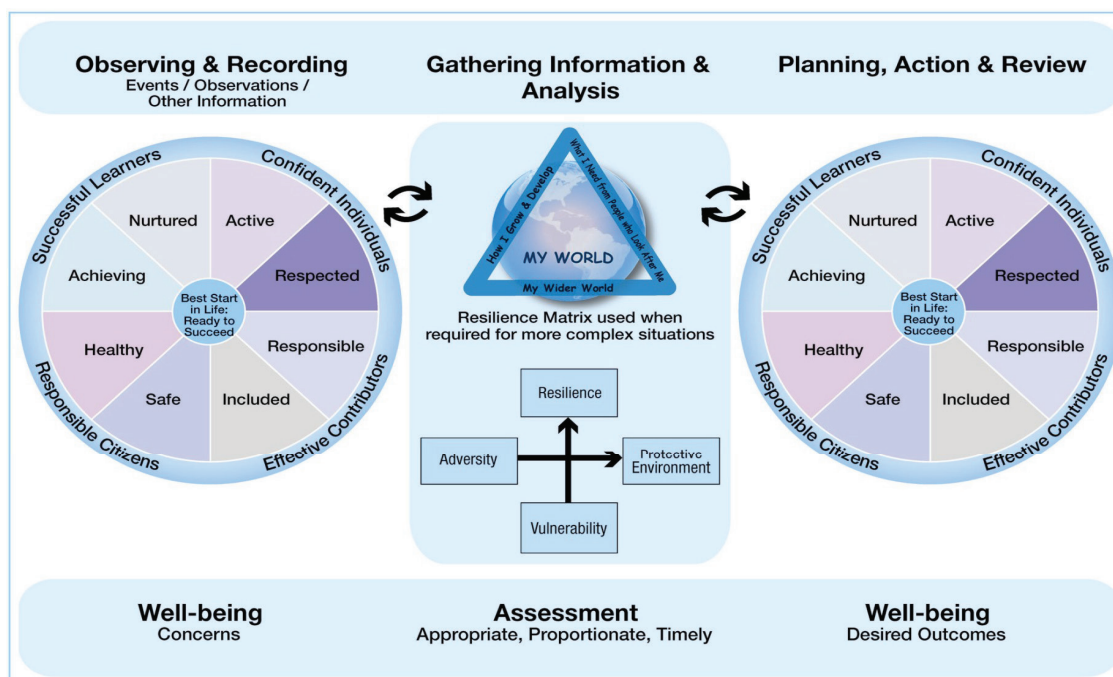 Observing & Recording
Events / Observations /
Other Information
Gathering Information &
Analysis
Planning, Action & Review
Successful Learners
Confident Individuals
Nurtured
Active
Achieving
Respected
Best Start
in Life:
Ready to
Succeed
Healthy
Responsible
Safe
Included
Responsible Citizens
Effective Contributors
How I Grow & Develop
What I Need from People who Look After Me
MY WORLD
My Wider World
Resilience Matrix used when
required for more complex situations
Resilience
Adversity
Protective
Environment
Vulnerability
Successful Learners
Confident Individuals
Nurtured
Active
Achieving
Respected
Best Start
in Life:
Ready to
Succeed
Healthy
Responsible
Safe
Included
Responsible Citizens
Effective Contributors
Well-being
Concerns
Assessment
Appropriate, Proportionate, Timely
Well-being
Desired Outcomes